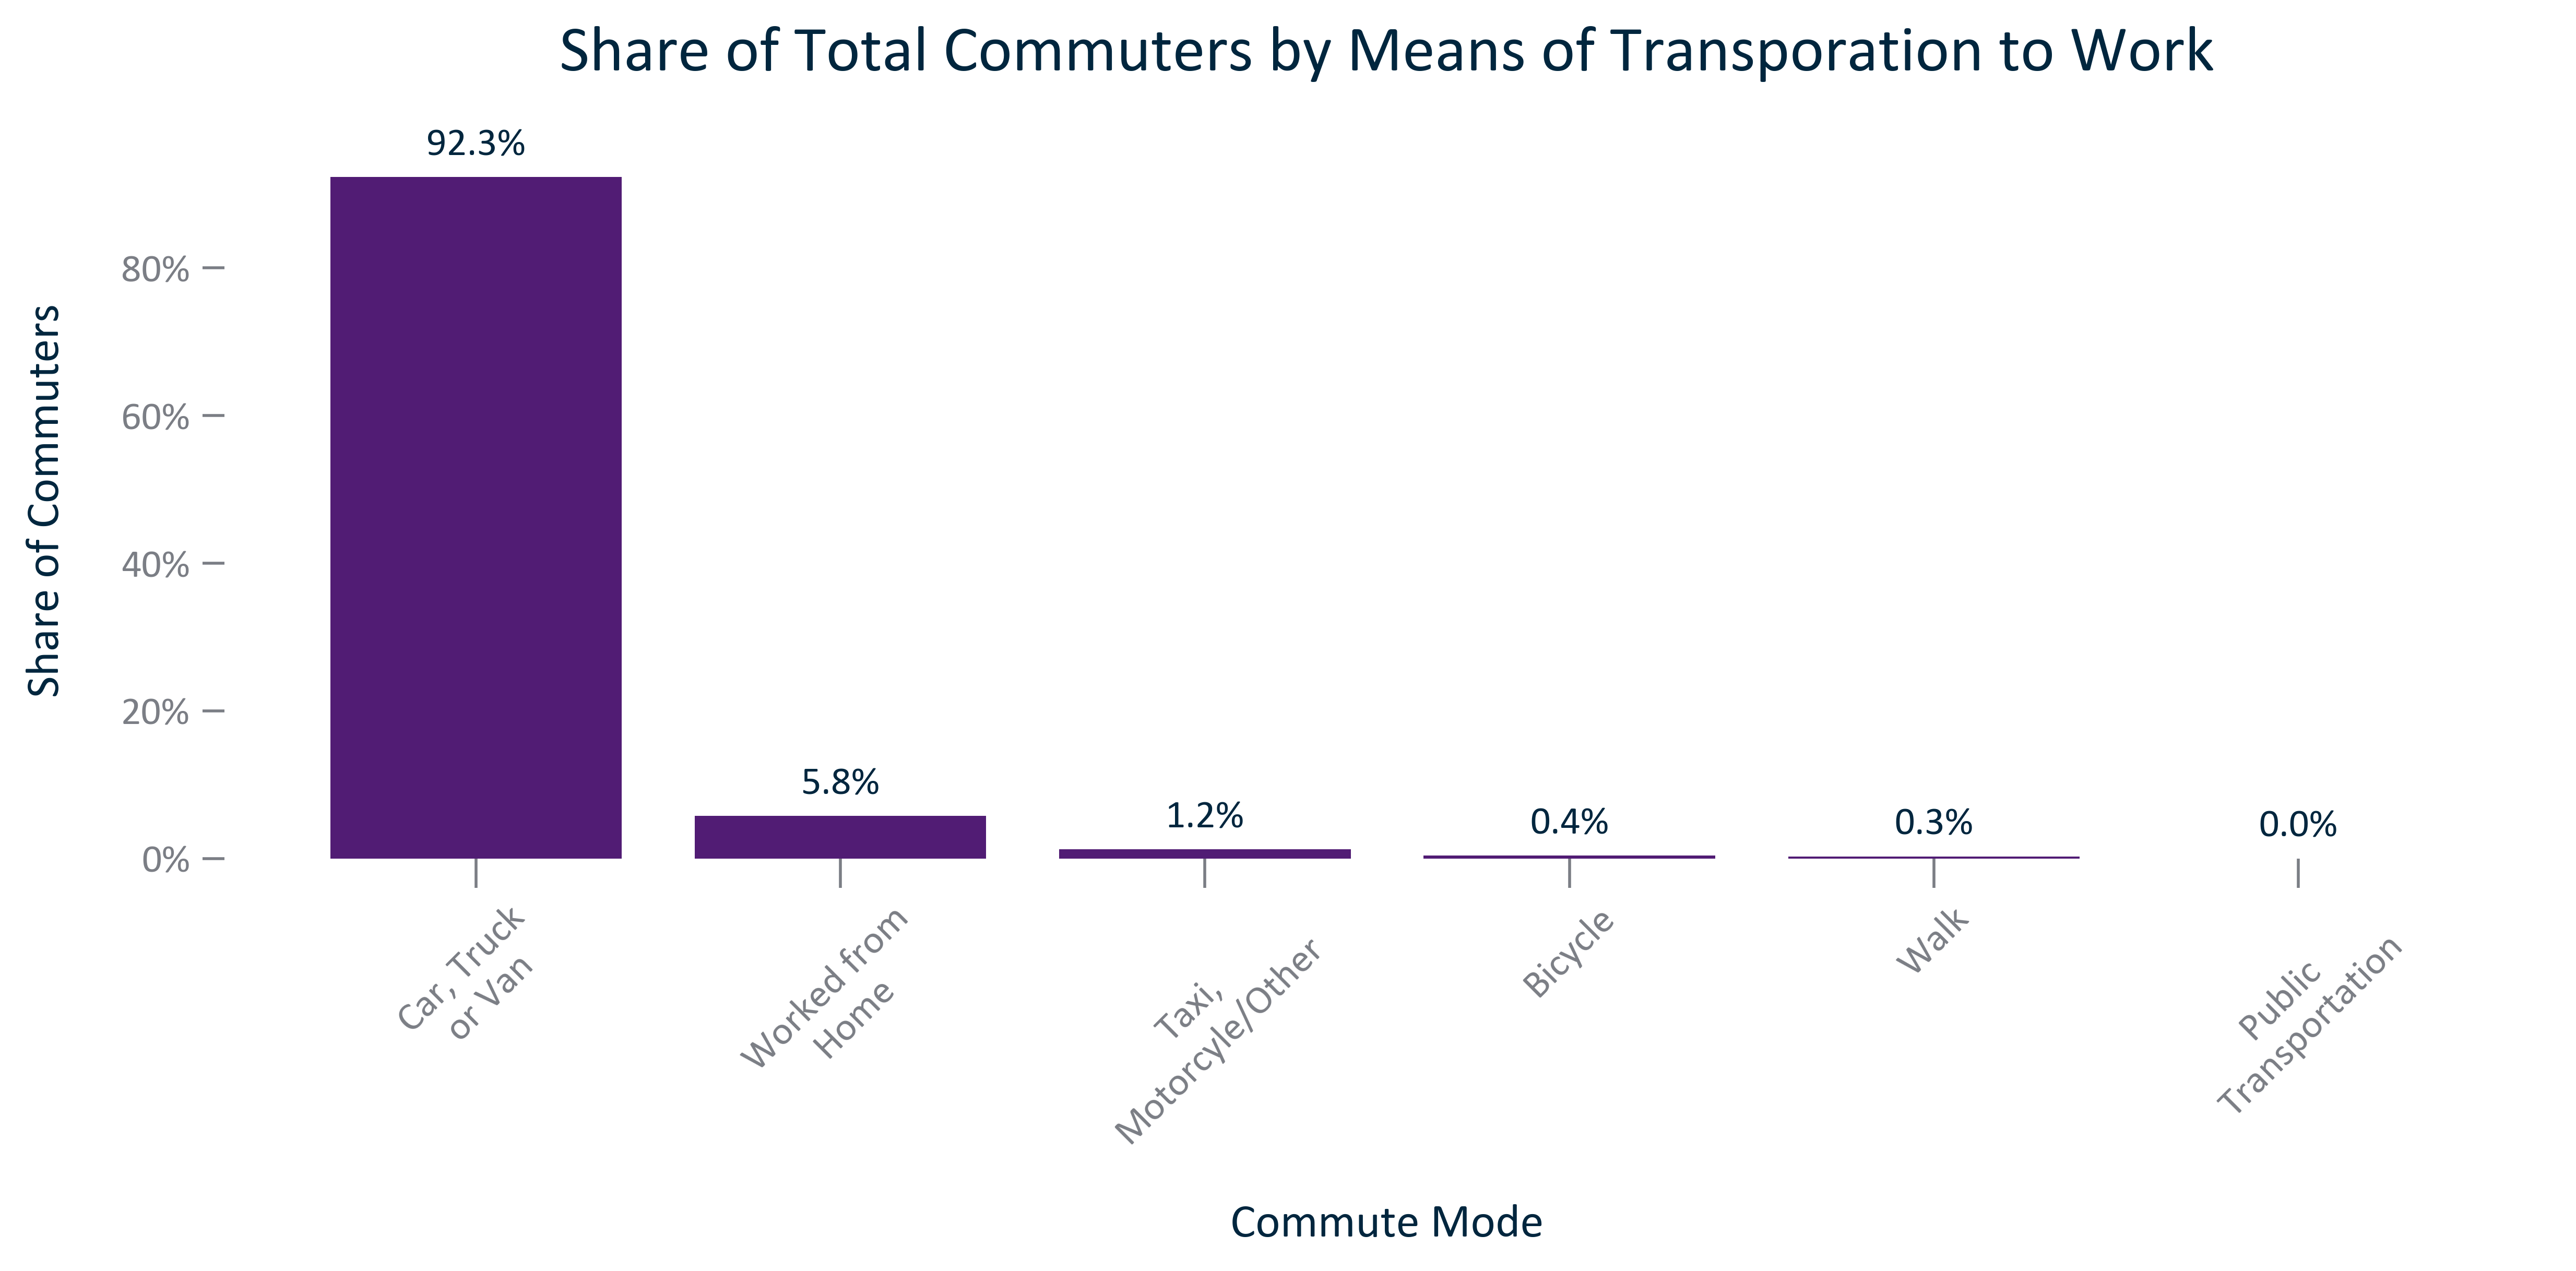 Share of Total Commuters by Means of Transporation to Work
92.3%
80%
60%
40%
20%
0%
Share of Commuters
5.8%
1.2%
0.4%
0.3%
0.0%
Car, Truck
or Van
Worked from
Home
Taxi,
Motorcyle/Other
Bicycle
Walk
Public
Transportation
Commute Mode